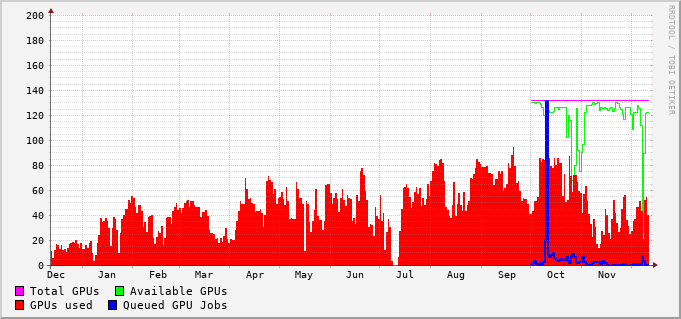 200
180
160
140
120
100
80
60
40
20
0
Dec Jan Feb Mar Apr May Jun Jul Aug Sep Oct Nov
Total GPUs Available GPUs
GPUs used Queued GPU Jobs
RRDTOOL / TOBI OETIKER